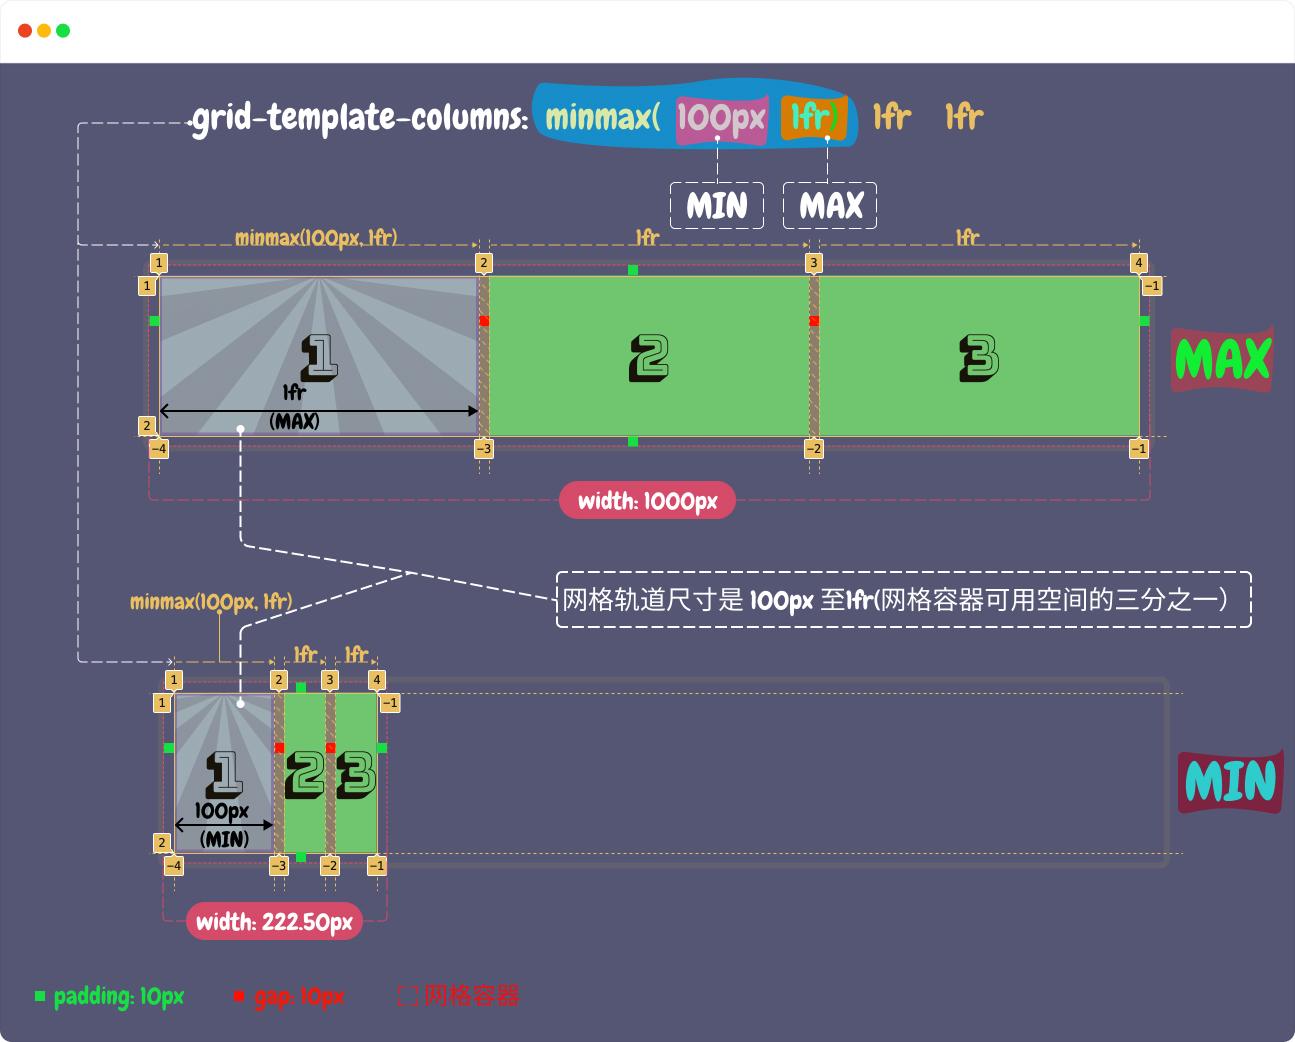 grid-template-columns: minmax( 100px 1fr) 1fr 1fr
MIN MAX
minmax(100px, 1fr) 1fr 1fr
1 2 3 4
1 -1
1 2 3
MAX
1fr
(MAX)
2
-4 -3 -2 -1
width: 1000px
网格轨道尺寸是 100px 至1fr(网格容器可用空间的三分之一）
minmax(100px, 1fr)
1fr 1fr
1 2 3 4
1 -1
1 2 3
MIN
100px
(MIN)
2
-4 -3 -2 -1
width: 222.50px
padding: 10px gap: 10px 网格容器